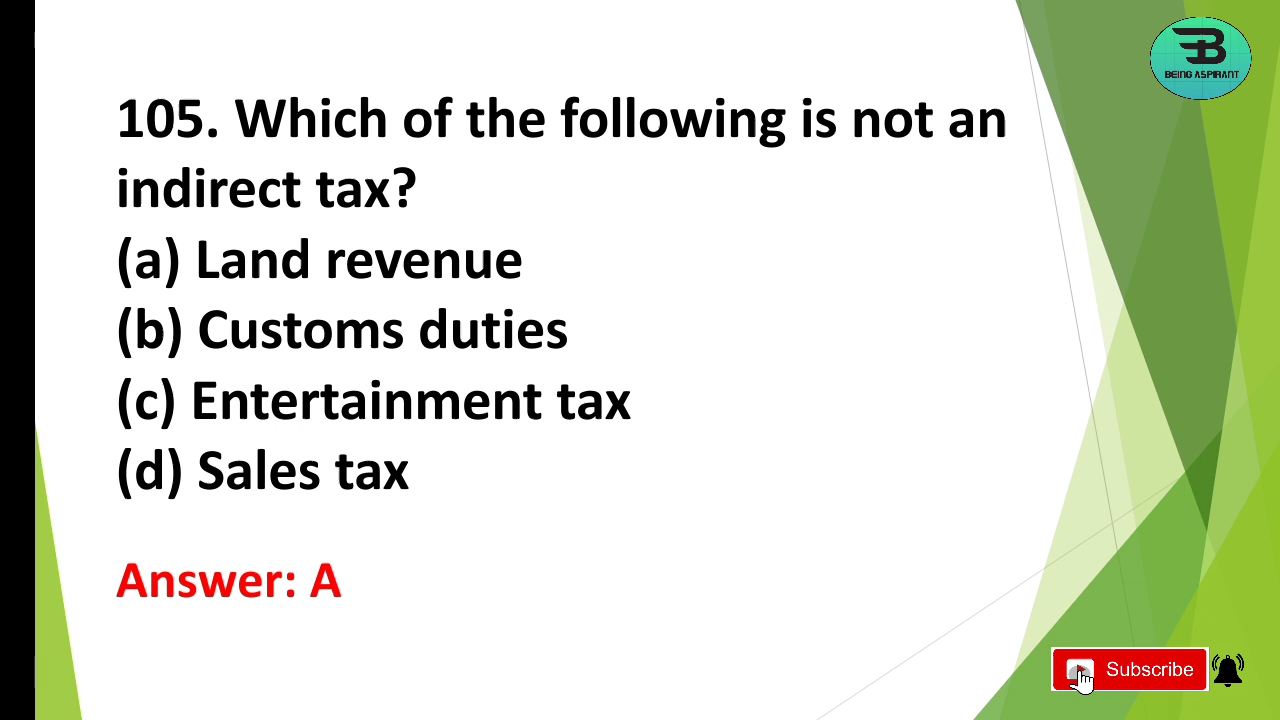 BEING ASPIRANT
105. Which of the following is not an
indirect tax?
(a) Land revenue
(b) Customs duties
(c) Entertainment tax
(d) Sales tax
Answer: A
Subscribe